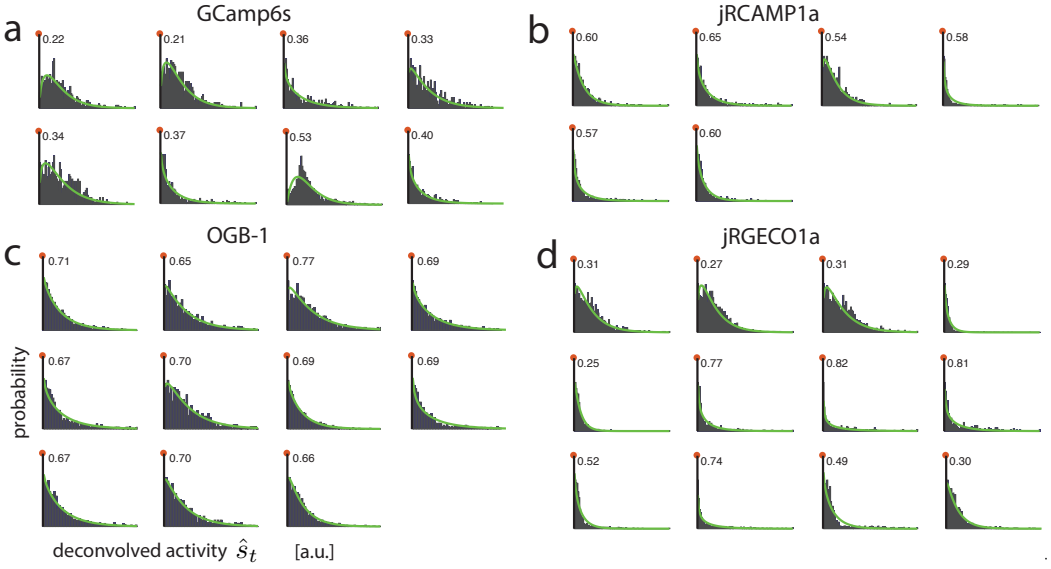 a
GCamp6s
0.22 0.21 0.36 0.33
0.34 0.37 0.53 0.40
b
jRCAMP1a
0.60 0.65 0.54 0.58
0.57 0.60
c
OGB-1
0.71 0.65 0.77 0.69
0.67 0.70 0.69 0.69
0.67 0.70 0.66
probability
deconvolved activity ŝ_t [a.u.]
d
jRGECO1a
0.31 0.27 0.31 0.29
0.25 0.77 0.82 0.81
0.52 0.74 0.49 0.30
.